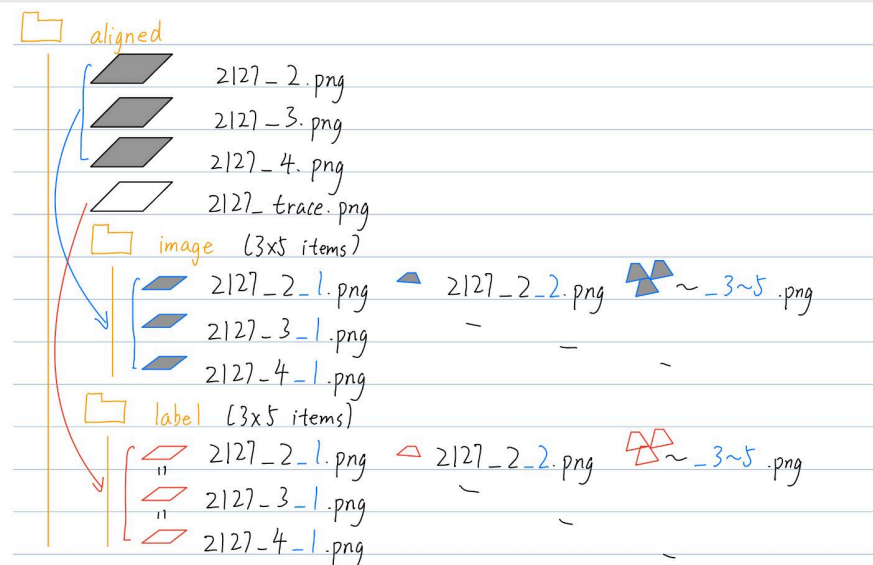 aligned
2127_2.png
2127_3.png
2127_4.png
2127_trace.png
image (3x5 items)
2127_2_1.png 2127_2_2.png ~_3~5.png
2127_3_1.png
2127_4_1.png
label (3x5 items)
2127_2_1.png 2127_2_2.png ~_3~5.png
2127_3_1.png
2127_4_1.png